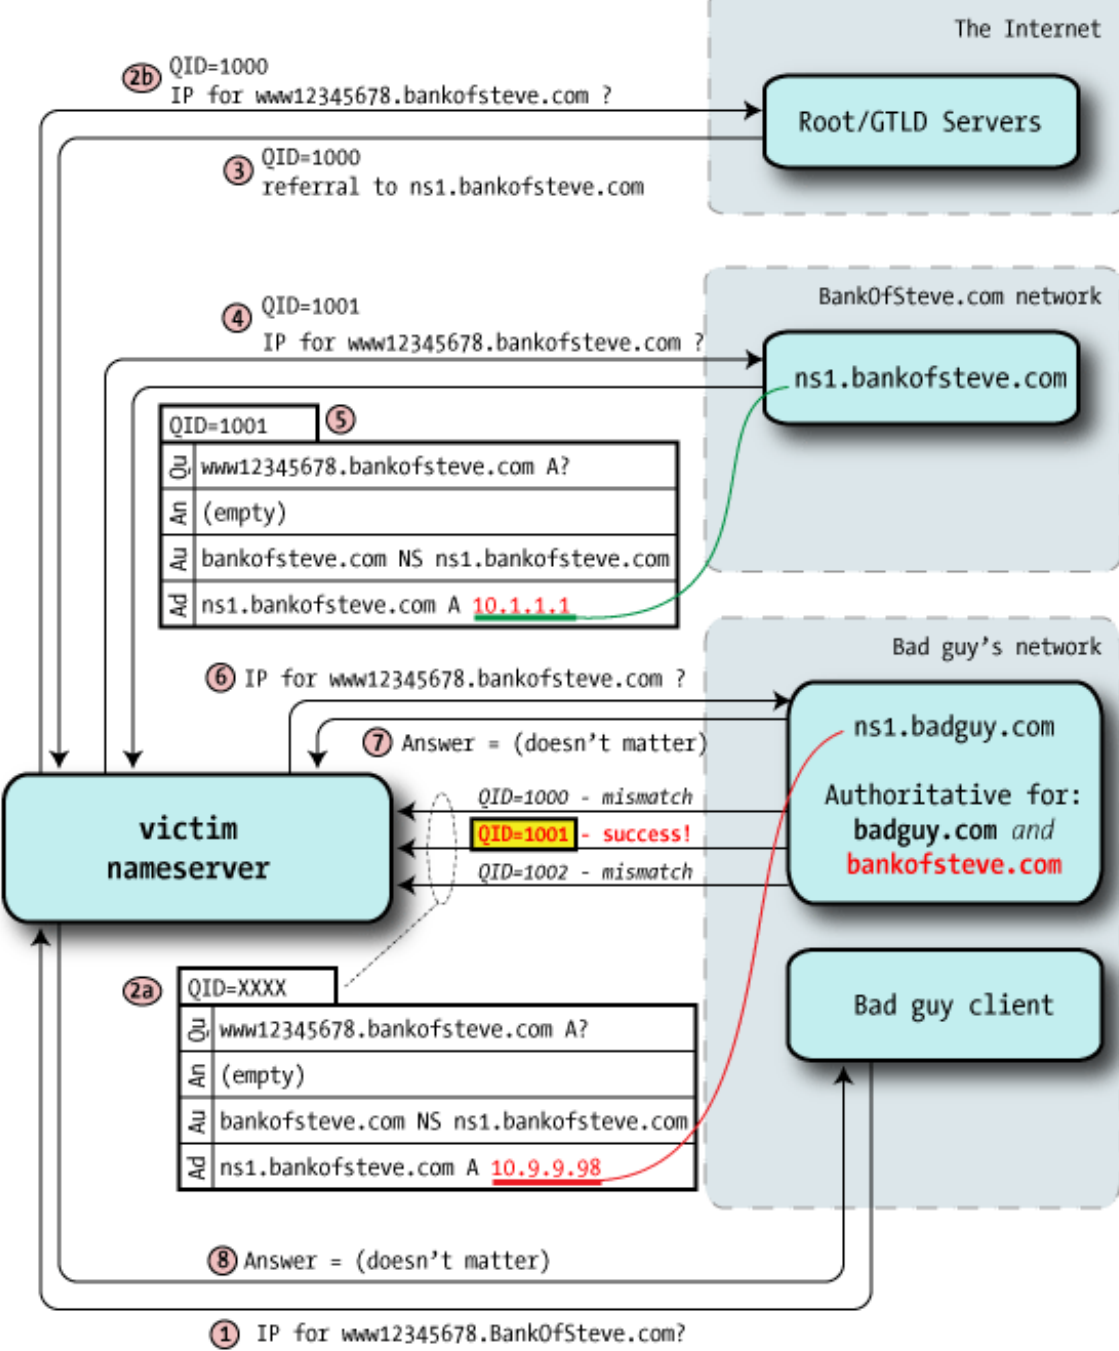 The Internet
2b QID=1000
IP for www12345678.bankofsteve.com ?
Root/GTLD Servers
3 QID=1000
referral to ns1.bankofsteve.com
BankOfSteve.com network
4 QID=1001
IP for www12345678.bankofsteve.com ?
ns1.bankofsteve.com
QID=1001 5
Qu www12345678.bankofsteve.com A?
An (empty)
Au bankofsteve.com NS ns1.bankofsteve.com
Ad ns1.bankofsteve.com A 10.1.1.1
Bad guy's network
6 IP for www12345678.bankofsteve.com ?
7 Answer = (doesn't matter)
ns1.badguy.com
Authoritative for:
badguy.com and
bankofsteve.com
QID=1000 - mismatch
QID=1001 - success!
QID=1002 - mismatch
victim
nameserver
2a QID=XXXX
Qu www12345678.bankofsteve.com A?
An (empty)
Au bankofsteve.com NS ns1.bankofsteve.com
Ad ns1.bankofsteve.com A 10.9.9.98
Bad guy client
8 Answer = (doesn't matter)
1 IP for www12345678.BankOfSteve.com?